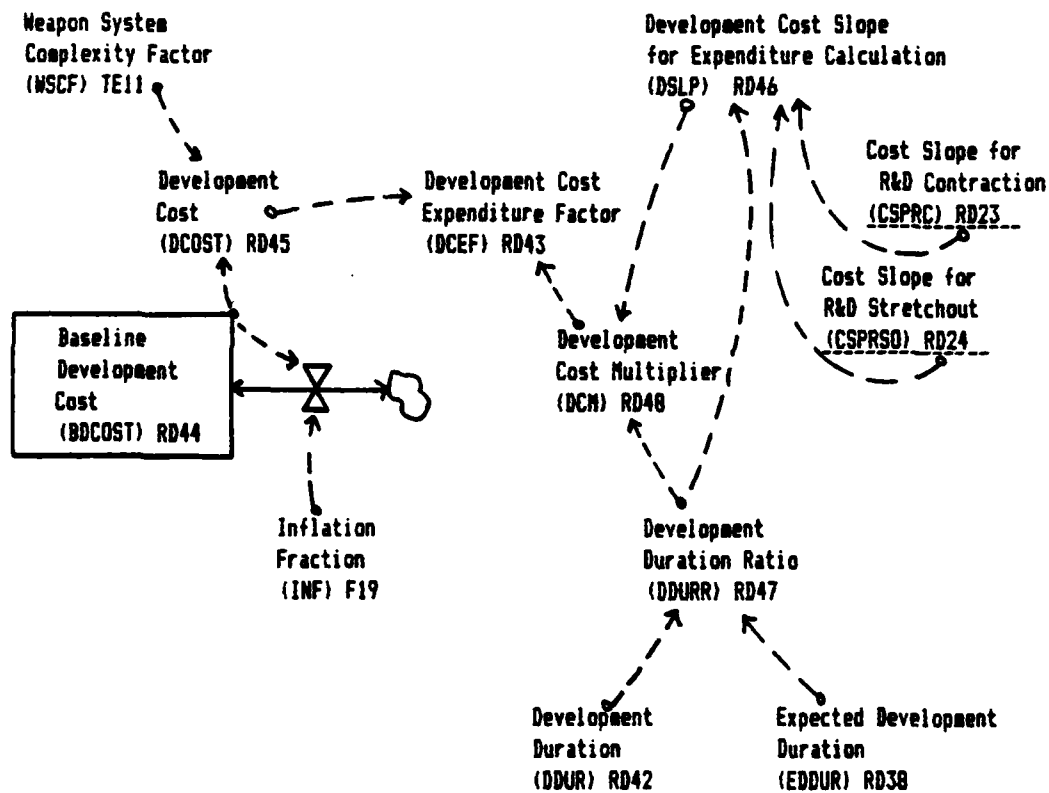 Weapon System
Complexity Factor
(WSCF) TE11
Development Cost Slope
for Expenditure Calculation
(DSLP) RD46
Cost Slope for
R&D Contraction
(CSPRC) RD23
Development
Cost
(DCOST) RD45
Development Cost
Expenditure Factor
(DCEF) RD43
Cost Slope for
R&D Stretchout
(CSPRSO) RD24
Baseline
Development
Cost
(BDCOST) RD44
Development
Cost Multiplier
(DCM) RD48
Inflation
Fraction
(INF) F19
Development
Duration Ratio
(DDURR) RD47
Development
Duration
(DDUR) RD42
Expected Development
Duration
(EDDUR) RD38